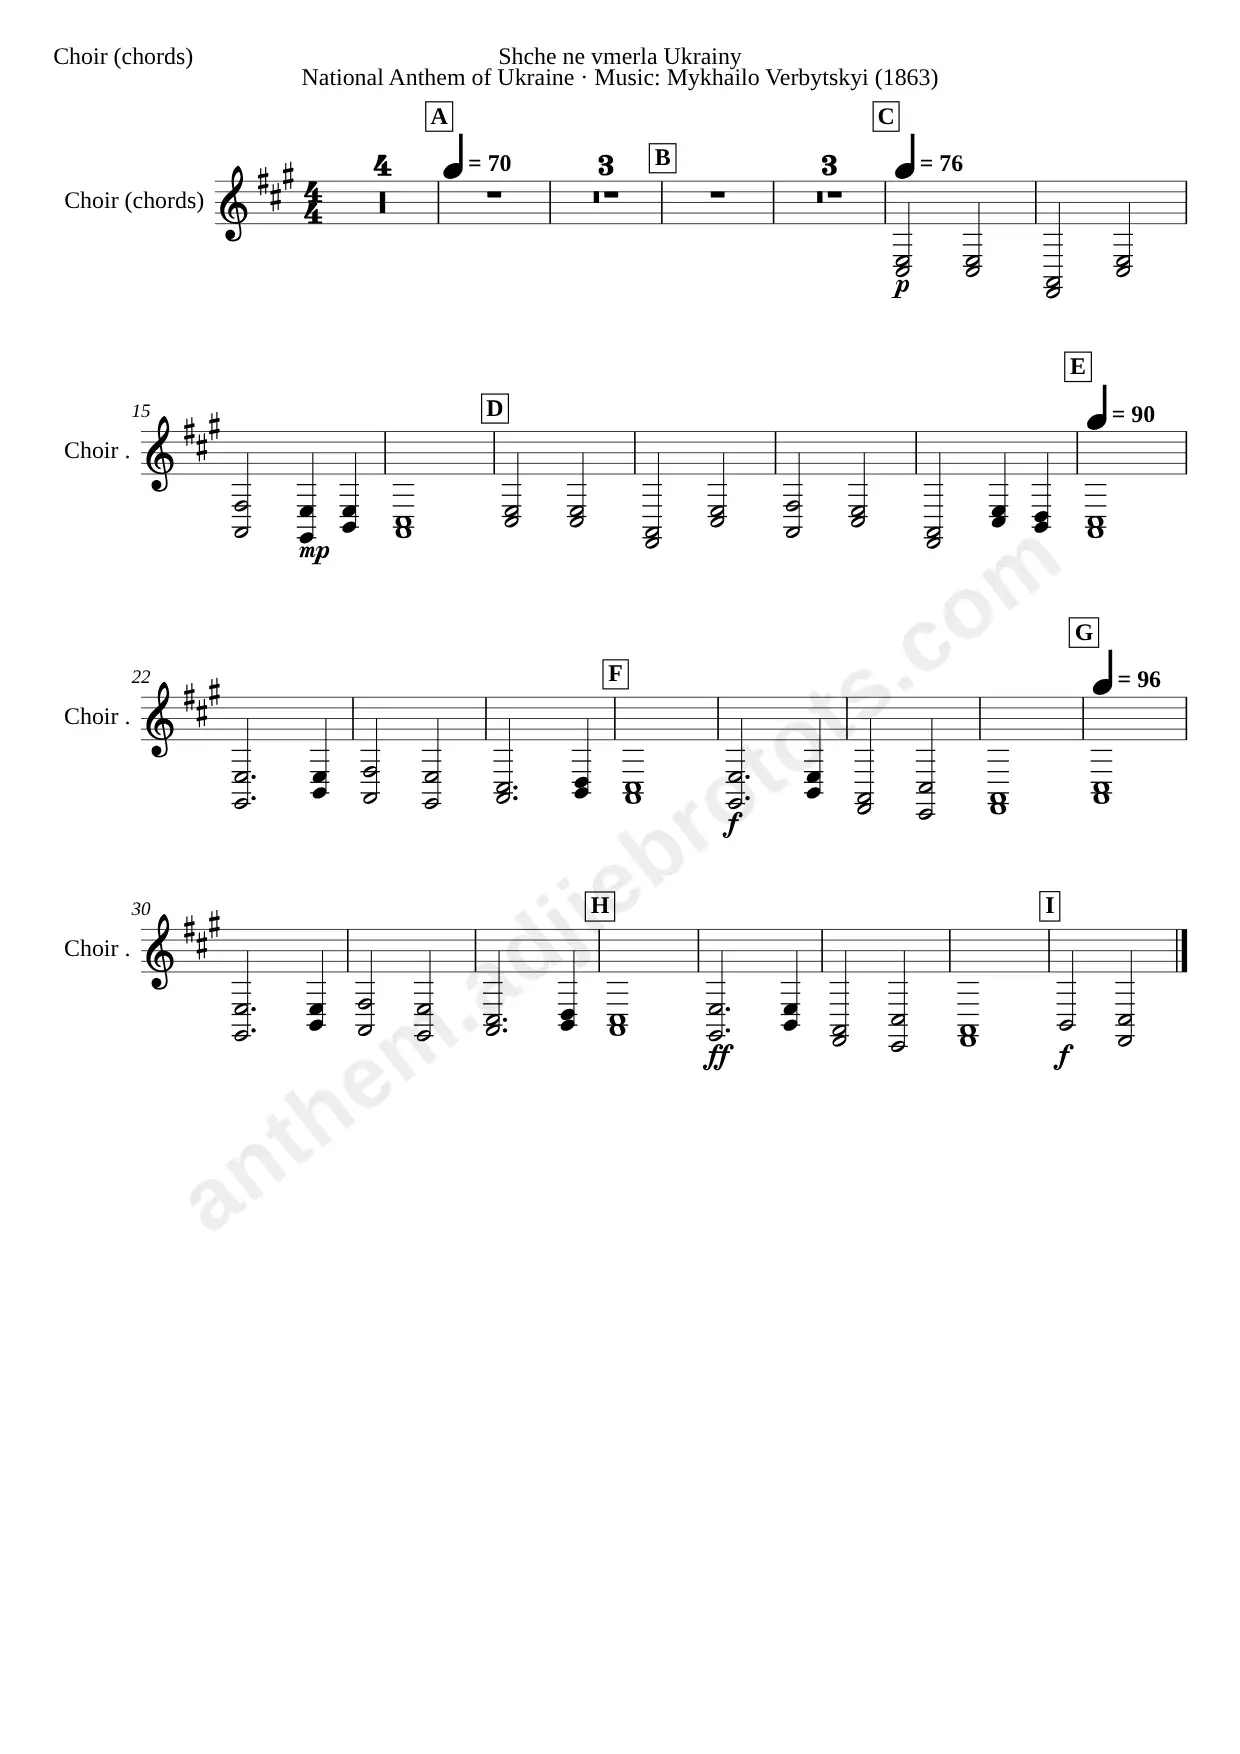 Choir (chords)
Shche ne vmerla Ukrainy
National Anthem of Ukraine · Music: Mykhailo Verbytskyi (1863)
A
= 70
B
C
= 76
4
3
3
Choir (chords)
4
4
p
15
Choir .
D
E
= 90
mp
22
Choir .
F
G
= 96
f
30
Choir .
H
I
ff
f
anthem.adjiebrotots.com